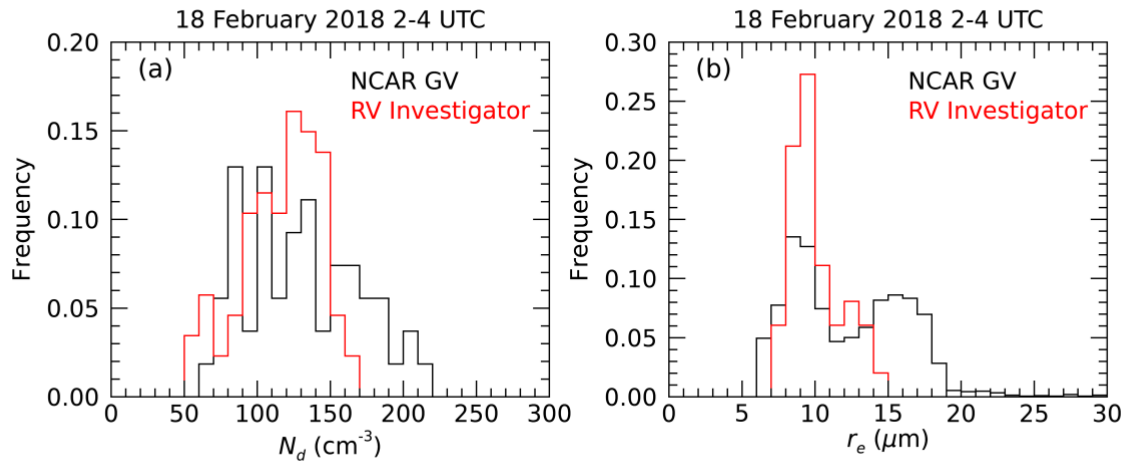 18 February 2018 2-4 UTC
(a)
NCAR GV
RV Investigator
Frequency
0.20
0.15
0.10
0.05
0.00
0 50 100 150 200 250 300
N_d (cm⁻³)
18 February 2018 2-4 UTC
(b)
NCAR GV
RV Investigator
Frequency
0.30
0.25
0.20
0.15
0.10
0.05
0.00
0 5 10 15 20 25 30
r_e (μm)